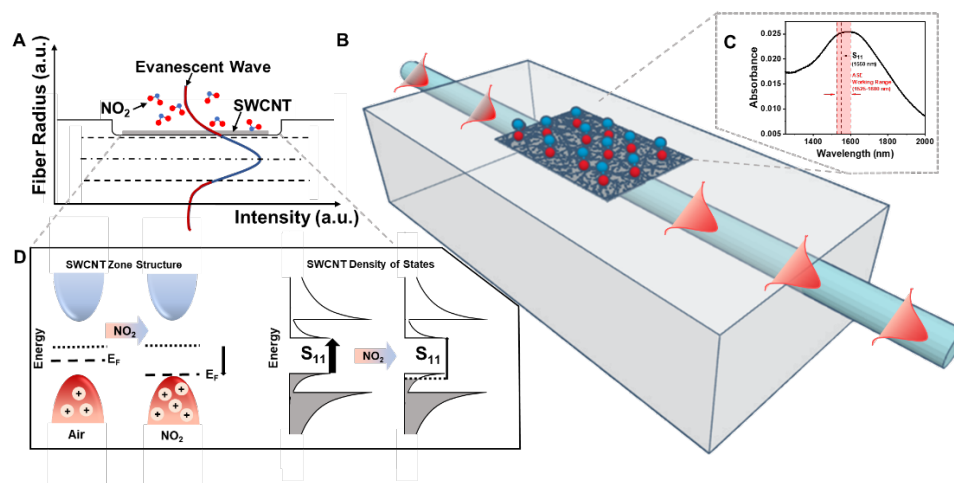 A
Fiber Radius (a.u.)
Evanescent Wave
NO2
SWCNT
Intensity (a.u.)
B
C
Absorbance
0.025
0.020
0.015
0.010
0.005
S11
(1550 nm)
ASE
Working Range
(1525-1600 nm)
1400
1600
1800
2000
Wavelength (nm)
D
SWCNT Zone Structure
Energy
NO2
EF
EF
+ + +
+ + + + +
Air
NO2
SWCNT Density of States
Energy
S11
NO2
S11